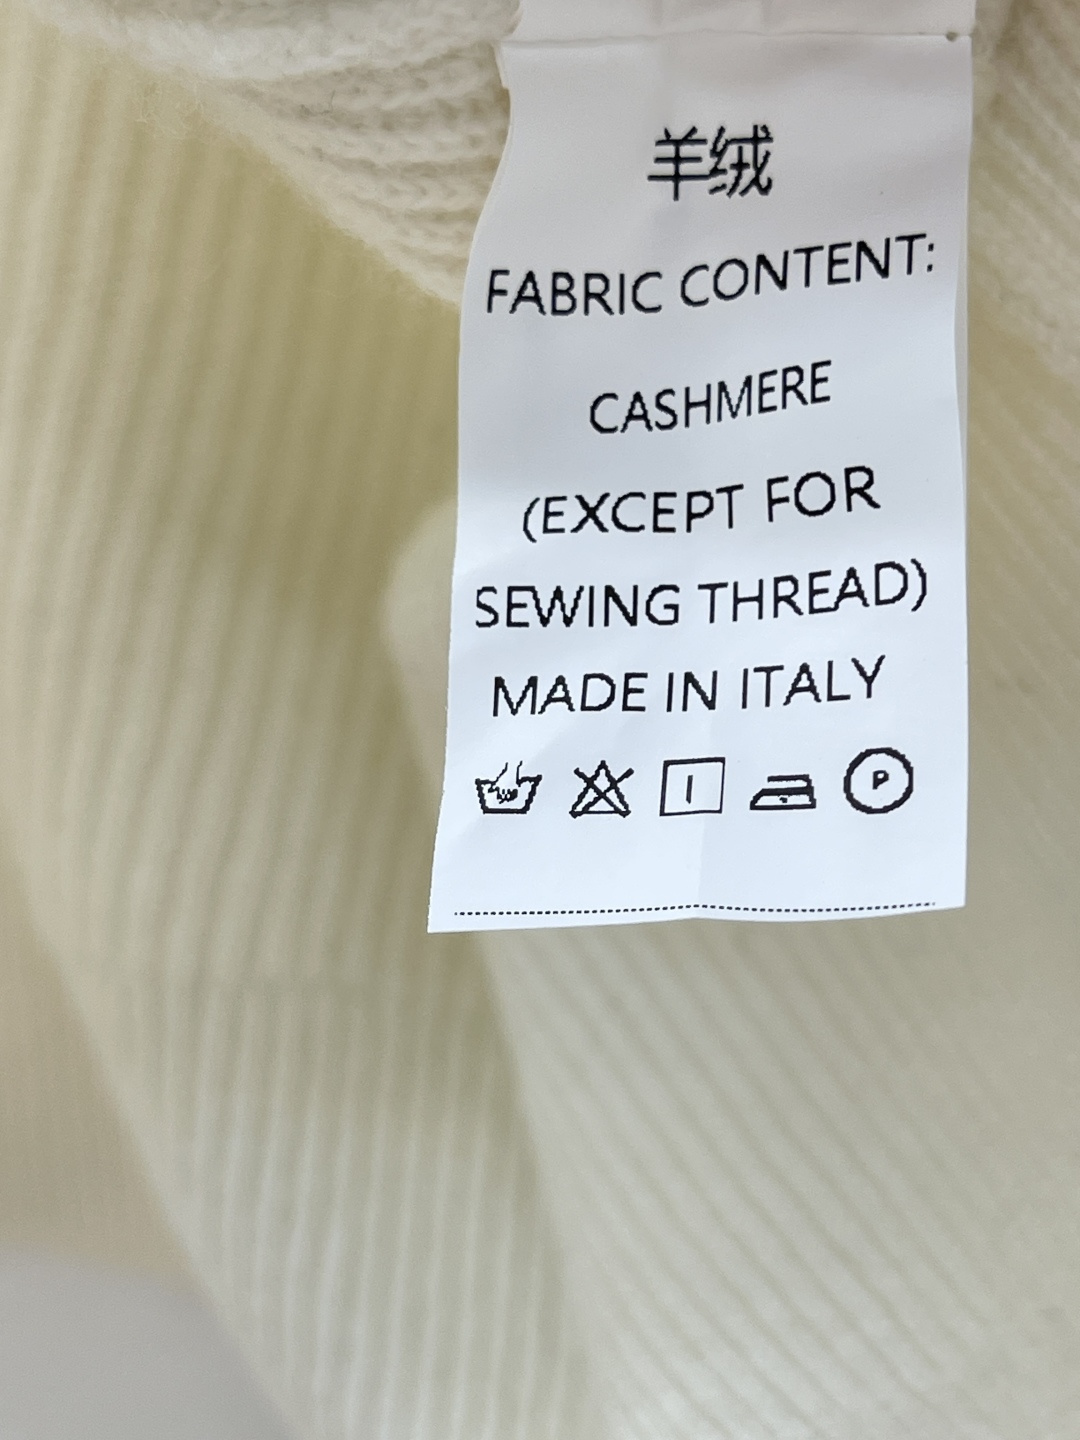 羊绒
FABRIC CONTENT:
CASHMERE
(EXCEPT FOR
SEWING THREAD)
MADE IN ITALY
P